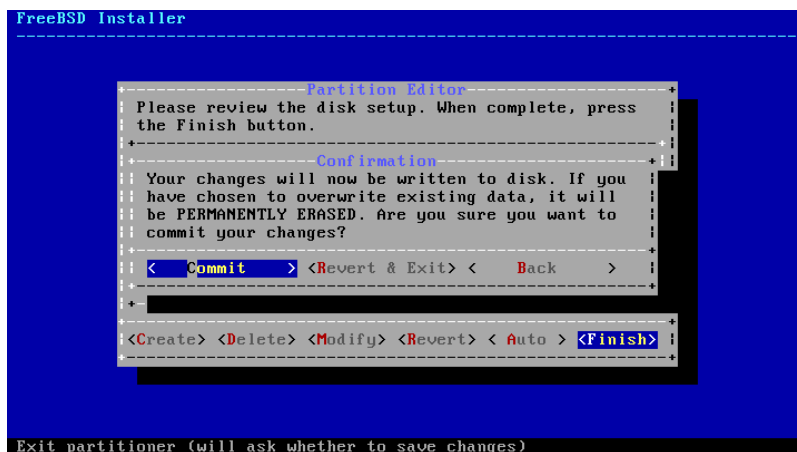 FreeBSD Installer
Partition Editor
Please review the disk setup. When complete, press
the Finish button.
Confirmation
Your changes will now be written to disk. If you
have chosen to overwrite existing data, it will
be PERMANENTLY ERASED. Are you sure you want to
commit your changes?
< Commit > <Revert & Exit> < Back >
<Create> <Delete> <Modify> <Revert> < Auto > <Finish>
Exit partitioner (will ask whether to save changes)